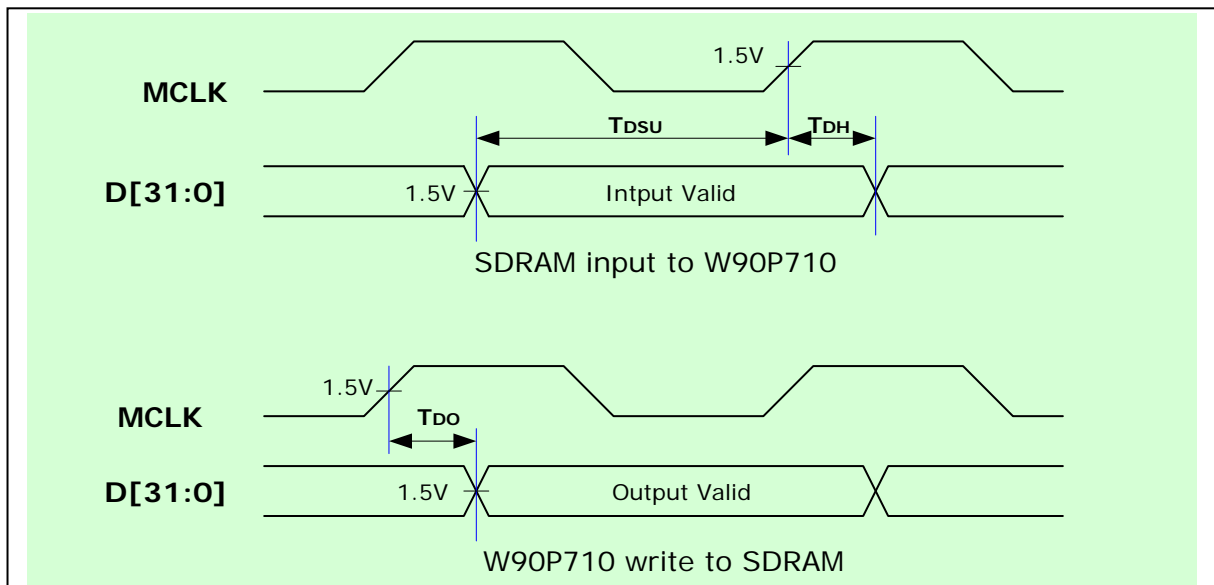 1.5V
MCLK
TDSU
TDH
D[31:0]
1.5V
Intput Valid
SDRAM input to W90P710
1.5V
MCLK
TDO
D[31:0]
1.5V
Output Valid
W90P710 write to SDRAM